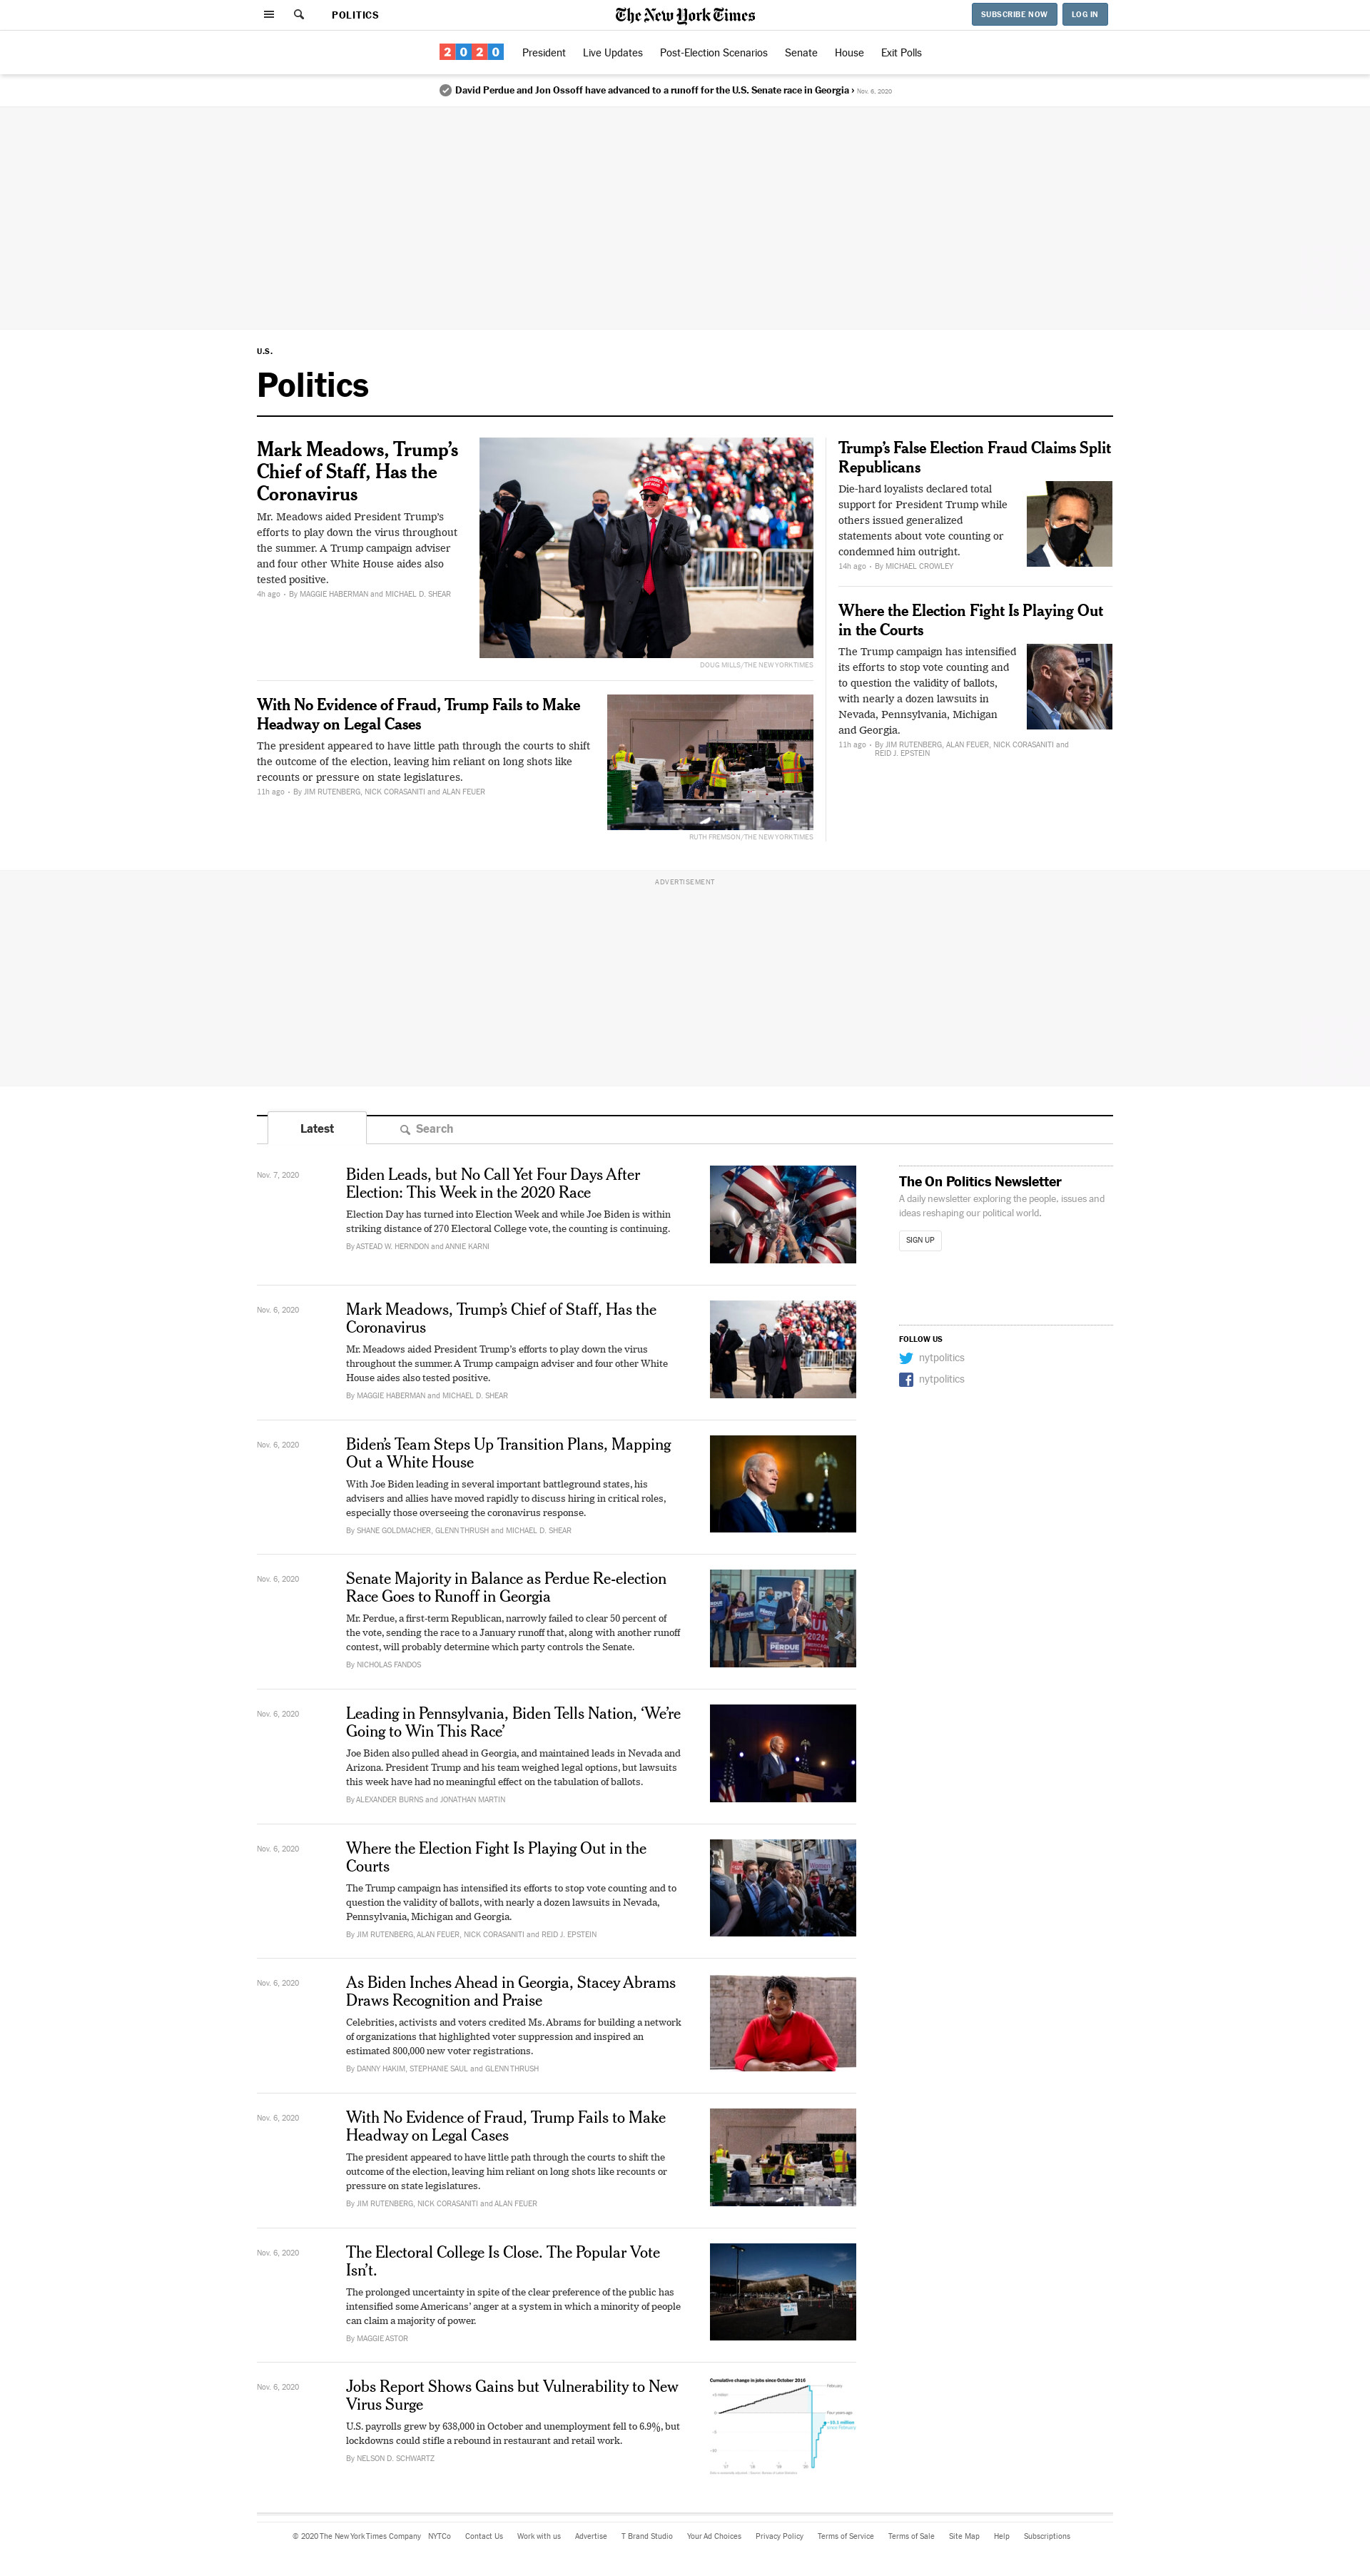 POLITICS
The New York Times
SUBSCRIBE NOW
LOG IN
2020
President
Live Updates
Post-Election Scenarios
Senate
House
Exit Polls
David Perdue and Jon Ossoff have advanced to a runoff for the U.S. Senate race in Georgia › Nov. 6, 2020
U.S.
Politics
Mark Meadows, Trump’s
Chief of Staff, Has the
Coronavirus
Mr. Meadows aided President Trump’s
efforts to play down the virus throughout
the summer. A Trump campaign adviser
and four other White House aides also
tested positive.
4h ago • By MAGGIE HABERMAN and MICHAEL D. SHEAR
DOUG MILLS/THE NEW YORK TIMES
With No Evidence of Fraud, Trump Fails to Make
Headway on Legal Cases
The president appeared to have little path through the courts to shift
the outcome of the election, leaving him reliant on long shots like
recounts or pressure on state legislatures.
11h ago • By JIM RUTENBERG, NICK CORASANITI and ALAN FEUER
RUTH FREMSON/THE NEW YORK TIMES
Trump’s False Election Fraud Claims Split
Republicans
Die-hard loyalists declared total
support for President Trump while
others issued generalized
statements about vote counting or
condemned him outright.
14h ago • By MICHAEL CROWLEY
Where the Election Fight Is Playing Out
in the Courts
The Trump campaign has intensified
its efforts to stop vote counting and
to question the validity of ballots,
with nearly a dozen lawsuits in
Nevada, Pennsylvania, Michigan
and Georgia.
11h ago • By JIM RUTENBERG, ALAN FEUER, NICK CORASANITI and
REID J. EPSTEIN
ADVERTISEMENT
Latest
Search
Nov. 7, 2020
Biden Leads, but No Call Yet Four Days After
Election: This Week in the 2020 Race
Election Day has turned into Election Week and while Joe Biden is within
striking distance of 270 Electoral College vote, the counting is continuing.
By ASTEAD W. HERNDON and ANNIE KARNI
Nov. 6, 2020
Mark Meadows, Trump’s Chief of Staff, Has the
Coronavirus
Mr. Meadows aided President Trump’s efforts to play down the virus
throughout the summer. A Trump campaign adviser and four other White
House aides also tested positive.
By MAGGIE HABERMAN and MICHAEL D. SHEAR
Nov. 6, 2020
Biden’s Team Steps Up Transition Plans, Mapping
Out a White House
With Joe Biden leading in several important battleground states, his
advisers and allies have moved rapidly to discuss hiring in critical roles,
especially those overseeing the coronavirus response.
By SHANE GOLDMACHER, GLENN THRUSH and MICHAEL D. SHEAR
Nov. 6, 2020
Senate Majority in Balance as Perdue Re-election
Race Goes to Runoff in Georgia
Mr. Perdue, a first-term Republican, narrowly failed to clear 50 percent of
the vote, sending the race to a January runoff that, along with another runoff
contest, will probably determine which party controls the Senate.
By NICHOLAS FANDOS
PERDUE
PERDUE
Nov. 6, 2020
Leading in Pennsylvania, Biden Tells Nation, ‘We’re
Going to Win This Race’
Joe Biden also pulled ahead in Georgia, and maintained leads in Nevada and
Arizona. President Trump and his team weighed legal options, but lawsuits
this week have had no meaningful effect on the tabulation of ballots.
By ALEXANDER BURNS and JONATHAN MARTIN
Nov. 6, 2020
Where the Election Fight Is Playing Out in the
Courts
The Trump campaign has intensified its efforts to stop vote counting and to
question the validity of ballots, with nearly a dozen lawsuits in Nevada,
Pennsylvania, Michigan and Georgia.
By JIM RUTENBERG, ALAN FEUER, NICK CORASANITI and REID J. EPSTEIN
Nov. 6, 2020
As Biden Inches Ahead in Georgia, Stacey Abrams
Draws Recognition and Praise
Celebrities, activists and voters credited Ms. Abrams for building a network
of organizations that highlighted voter suppression and inspired an
estimated 800,000 new voter registrations.
By DANNY HAKIM, STEPHANIE SAUL and GLENN THRUSH
Nov. 6, 2020
With No Evidence of Fraud, Trump Fails to Make
Headway on Legal Cases
The president appeared to have little path through the courts to shift the
outcome of the election, leaving him reliant on long shots like recounts or
pressure on state legislatures.
By JIM RUTENBERG, NICK CORASANITI and ALAN FEUER
Nov. 6, 2020
The Electoral College Is Close. The Popular Vote
Isn’t.
The prolonged uncertainty in spite of the clear preference of the public has
intensified some Americans’ anger at a system in which a minority of people
can claim a majority of power.
By MAGGIE ASTOR
Nov. 6, 2020
Jobs Report Shows Gains but Vulnerability to New
Virus Surge
U.S. payrolls grew by 638,000 in October and unemployment fell to 6.9%, but
lockdowns could stifle a rebound in restaurant and retail work.
By NELSON D. SCHWARTZ
Cumulative change in jobs since October 2016
The On Politics Newsletter
A daily newsletter exploring the people, issues and
ideas reshaping our political world.
SIGN UP
FOLLOW US
nytpolitics
nytpolitics
© 2020 The New York Times Company
NYTCo
Contact Us
Work with us
Advertise
T Brand Studio
Your Ad Choices
Privacy Policy
Terms of Service
Terms of Sale
Site Map
Help
Subscriptions